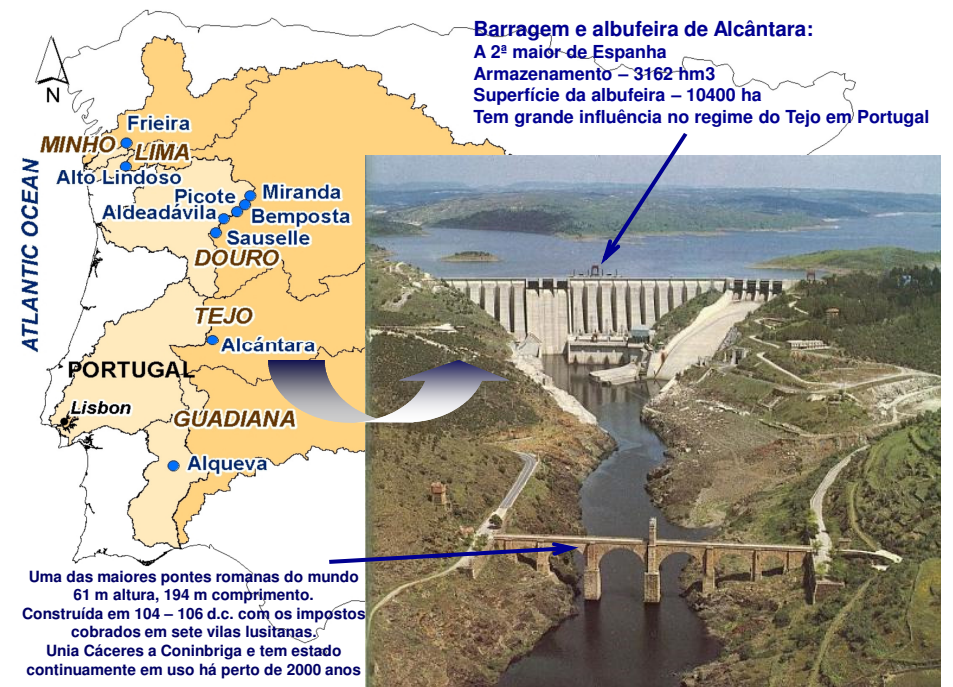 Barragem e albufeira de Alcântara:
A 2ª maior de Espanha
Armazenamento – 3162 hm3
Superfície da albufeira – 10400 ha
Tem grande influência no regime do Tejo em Portugal
N
Frieira
MINHO
LIMA
Alto Lindoso
ATLANTIC OCEAN
Picote
Miranda
Aldeadávila
Bemposta
Sauselle
DOURO
TEJO
Alcántara
PORTUGAL
Lisbon
GUADIANA
Alqueva
Uma das maiores pontes romanas do mundo
61 m altura, 194 m comprimento.
Construída em 104 – 106 d.c. com os impostos
cobrados em sete vilas lusitanas.
Unia Cáceres a Coninbriga e tem estado
continuamente em uso há perto de 2000 anos